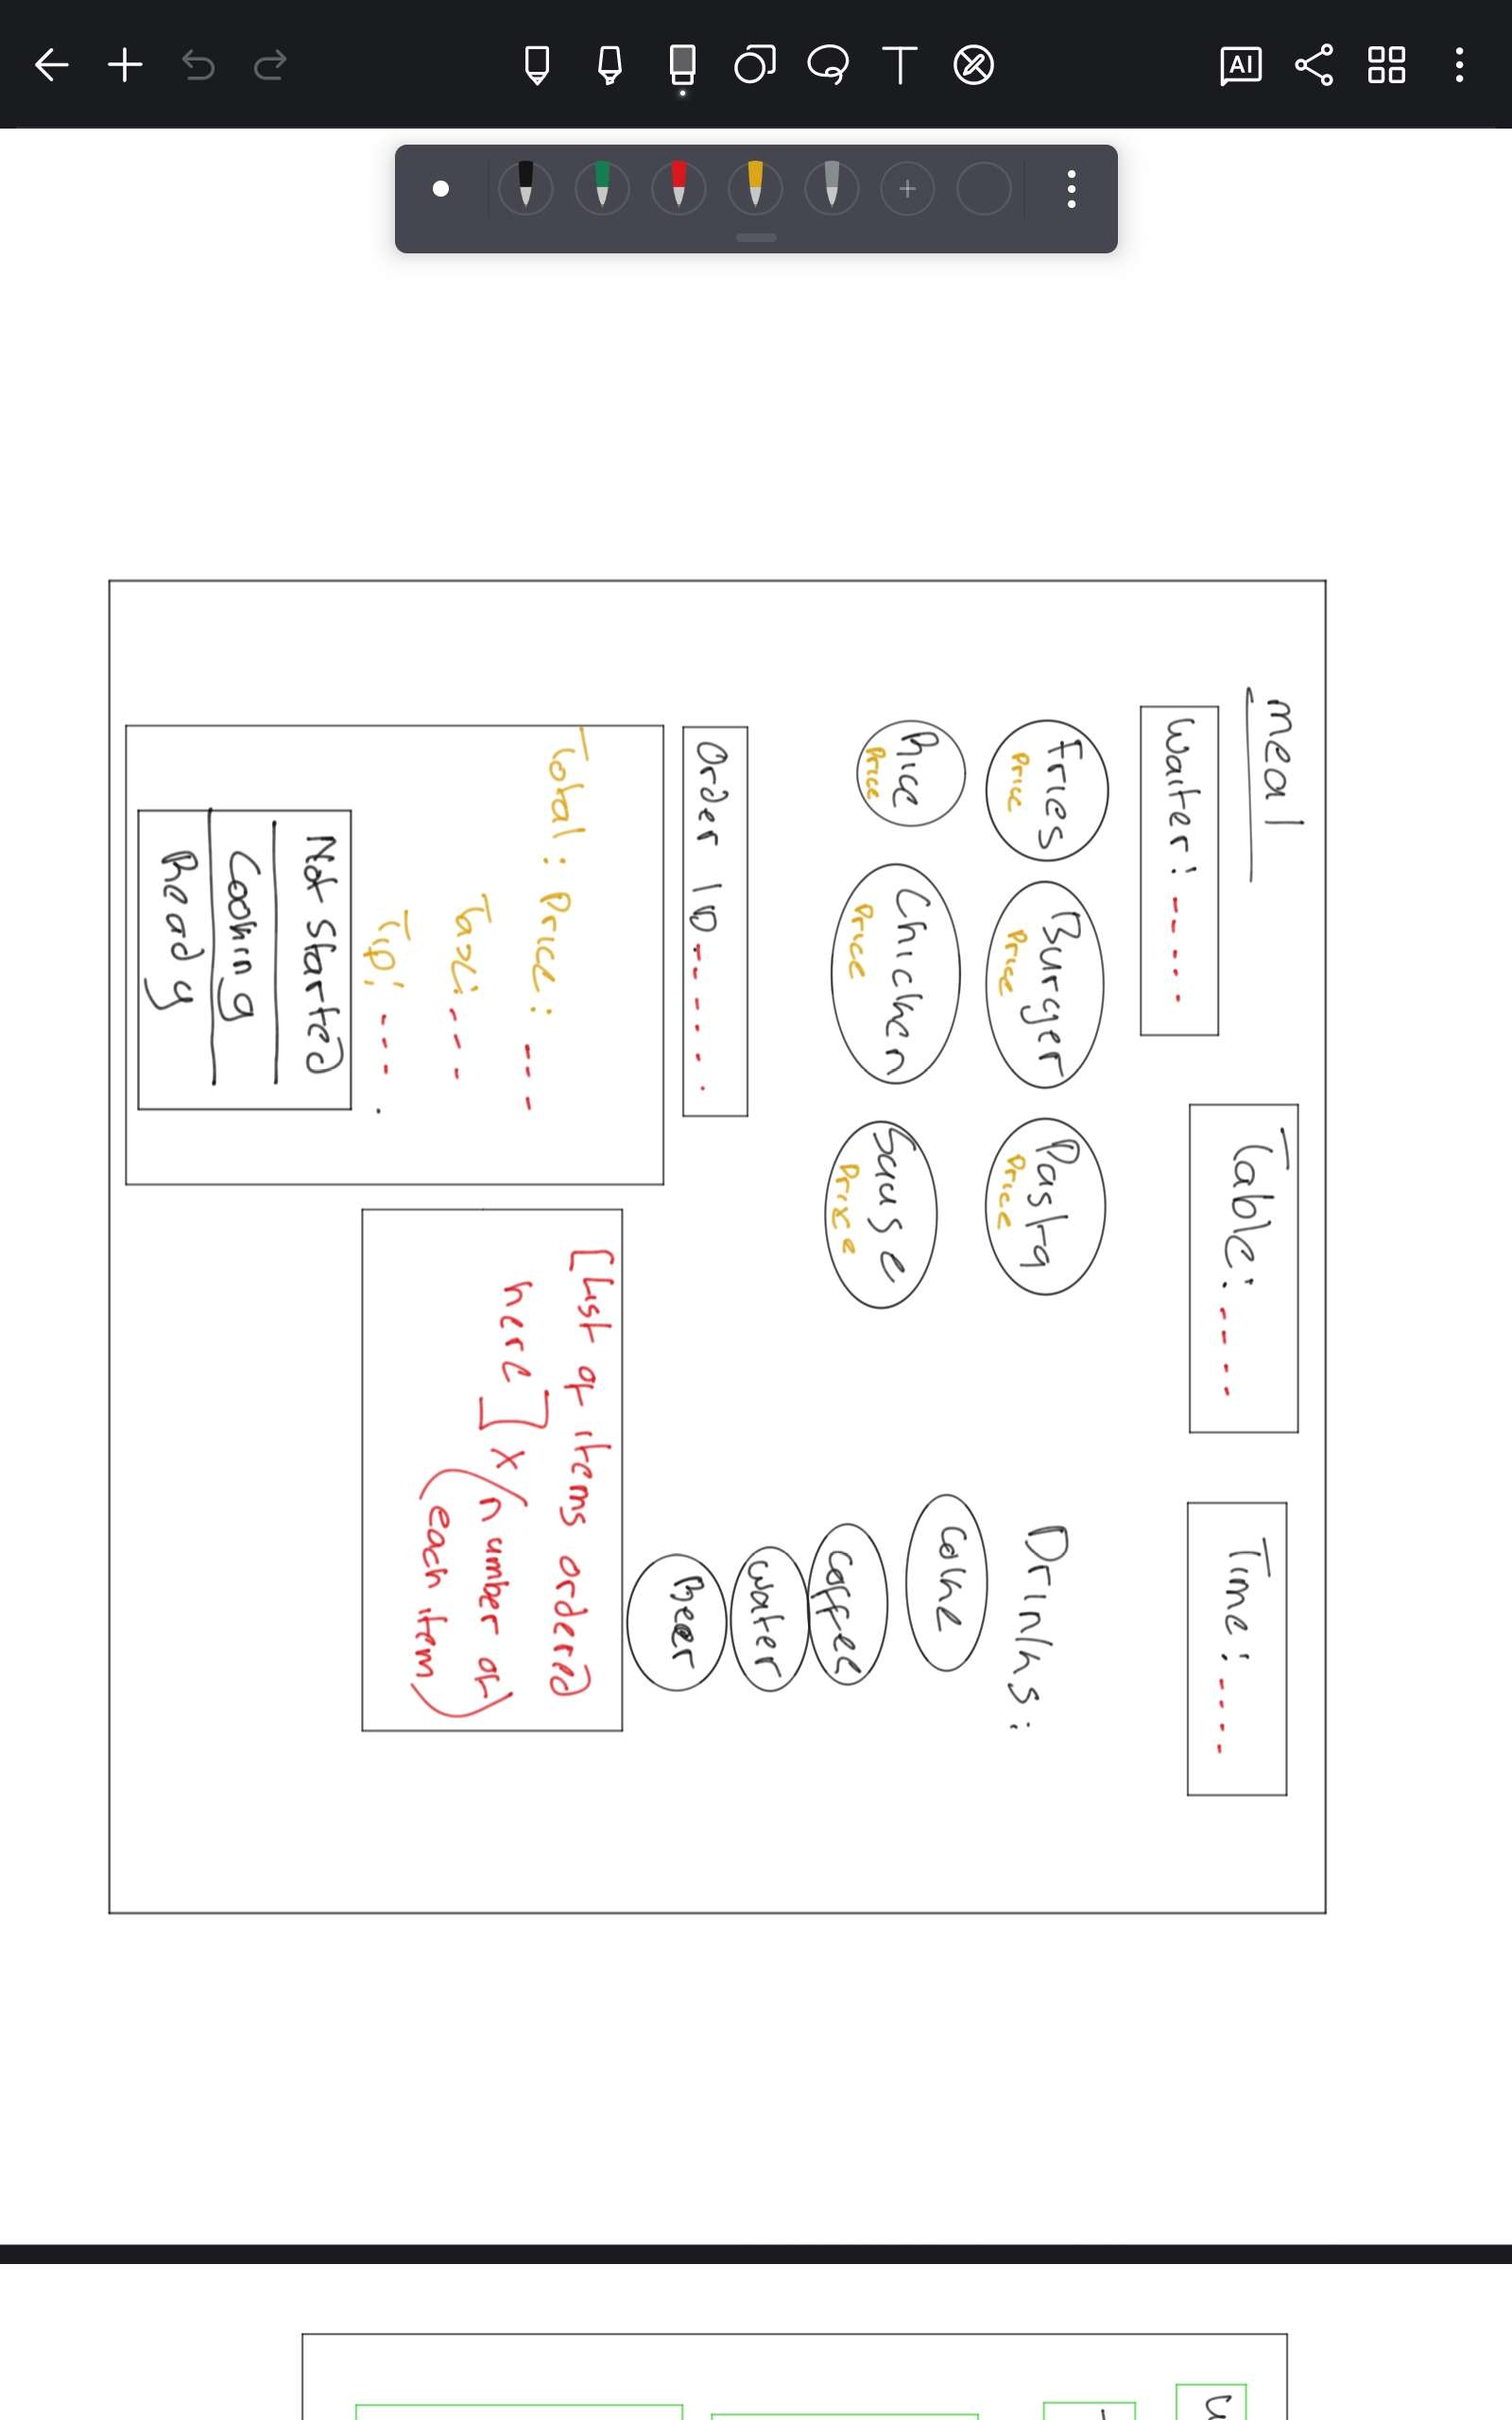 AI
meal
Waiter: -----
Table: -----
Time: ----
Fries
Price
Burger
Price
Pasta
Price
Rice
Price
Chicken
Price
Sause
Price
Drinks:
Coke
Coffee
Water
Beer
Order ID ------
Total: Price: ----
Tax: ----
Tip: ----
Not started
Cooking
Ready
[List of items ordered
here] x (number of
each item)